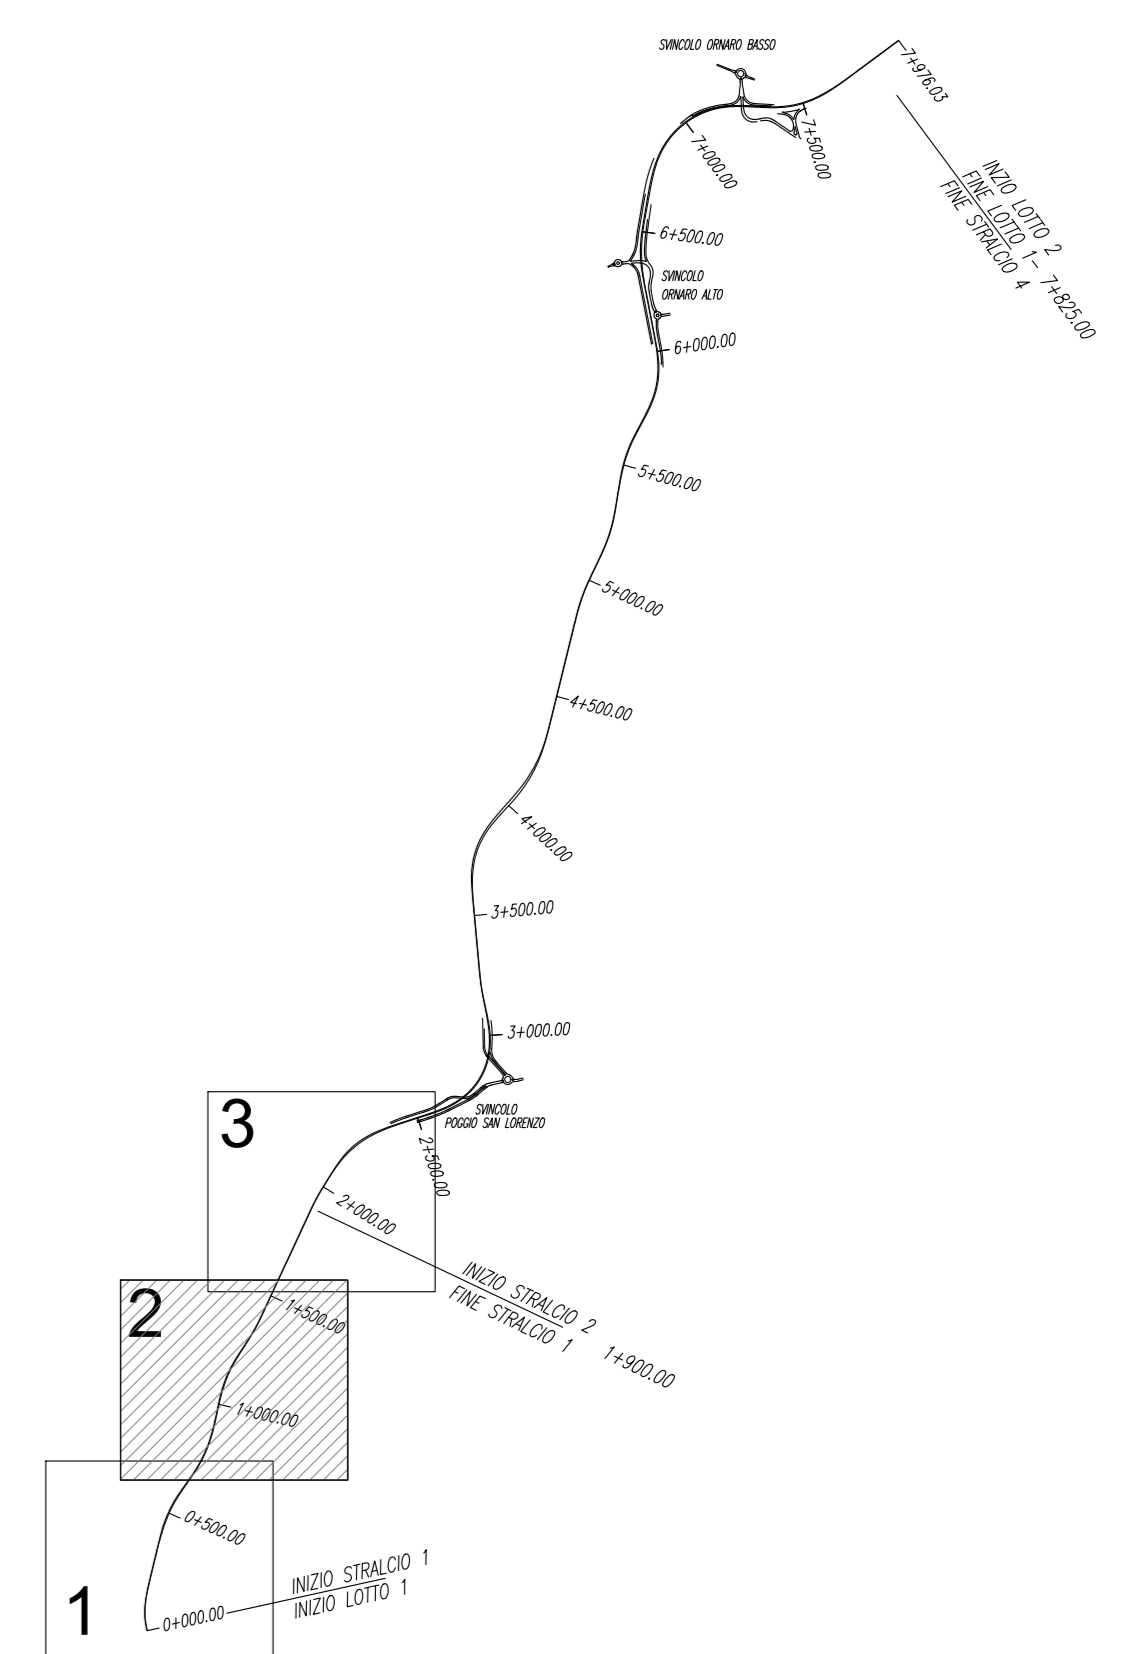 SVINCOLO ORNARO BASSO
7+976.03
7+500.00
7+000.00
INZIO LOTTO 2
FINE LOTTO 1- 7+825.00
FINE STRALCIO 4
6+500.00
SVINCOLO
ORNARO ALTO
6+000.00
5+500.00
5+000.00
4+500.00
4+000.00
3+500.00
3+000.00
3
SVINCOLO
POGGIO SAN LORENZO
2+500.00
2+000.00
INIZIO STRALCIO 2
FINE STRALCIO 1 1+900.00
2
1+500.00
1+000.00
0+500.00
1
0+000.00
INIZIO STRALCIO 1
INIZIO LOTTO 1